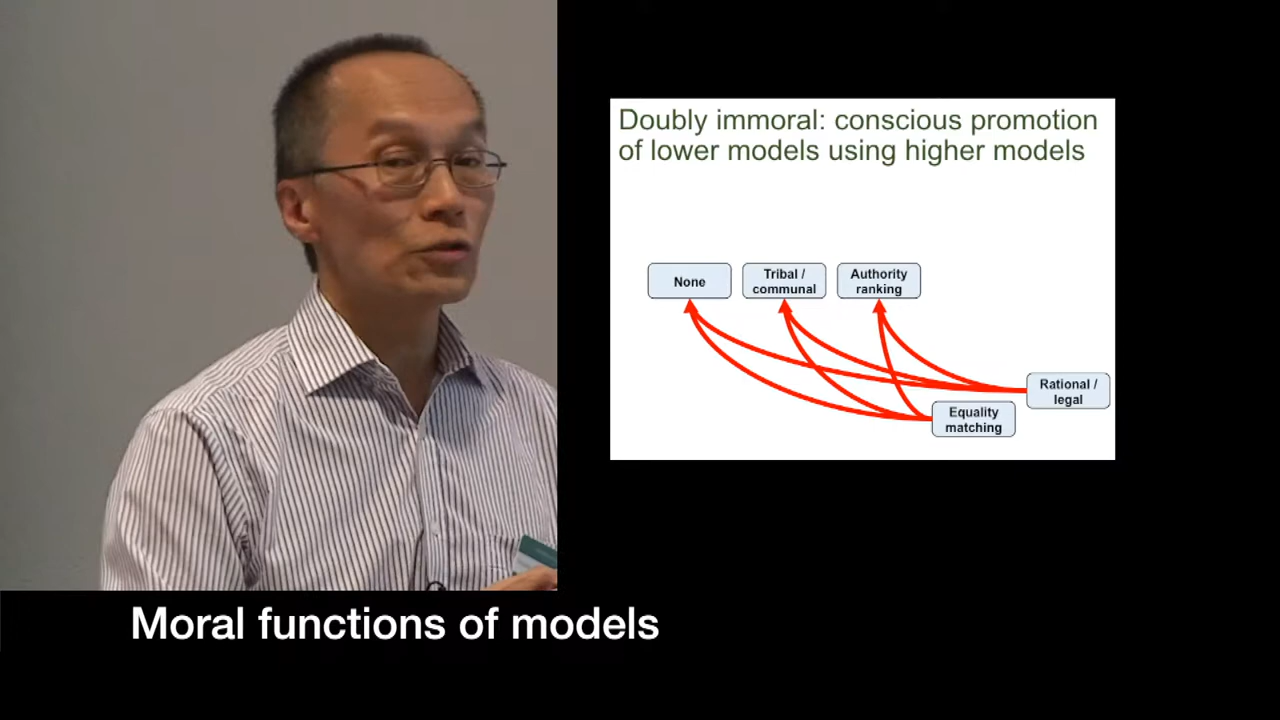 Doubly immoral: conscious promotion
of lower models using higher models
None
Tribal /
communal
Authority
ranking
Rational /
legal
Equality
matching
Moral functions of models